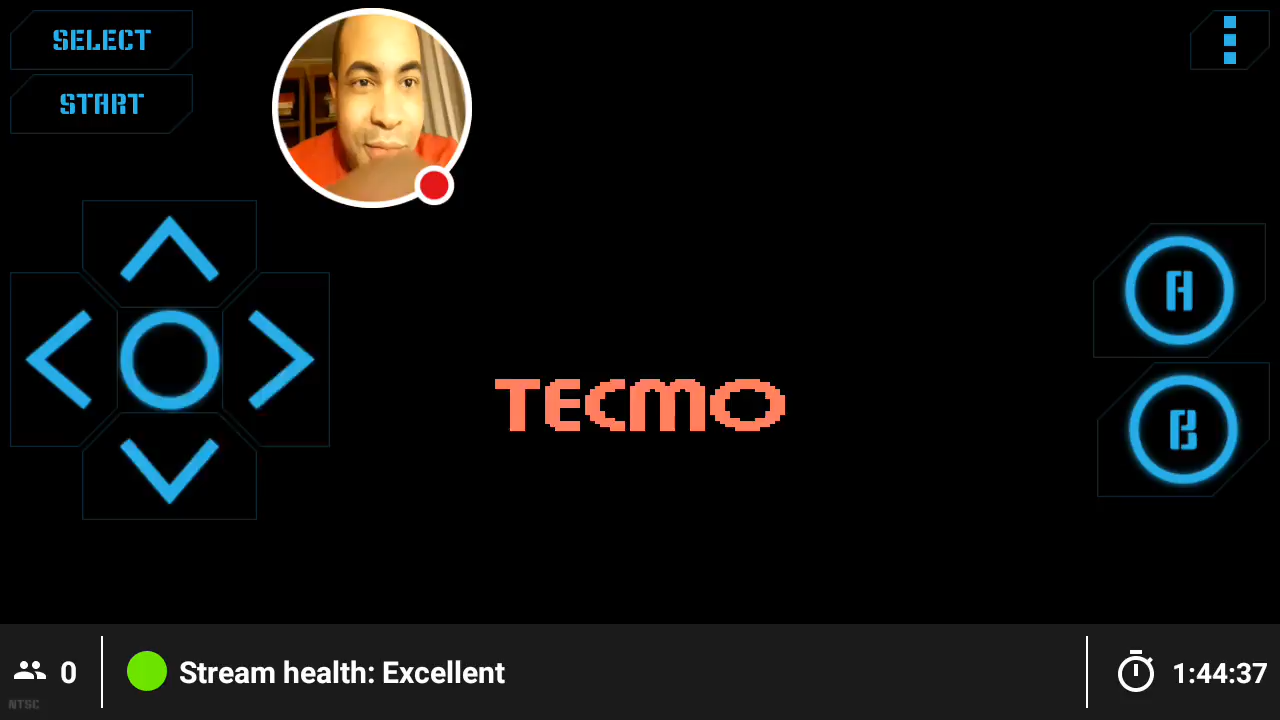 SELECT
START
TECMO
A
B
0
Stream health: Excellent
1:44:37
NTSC